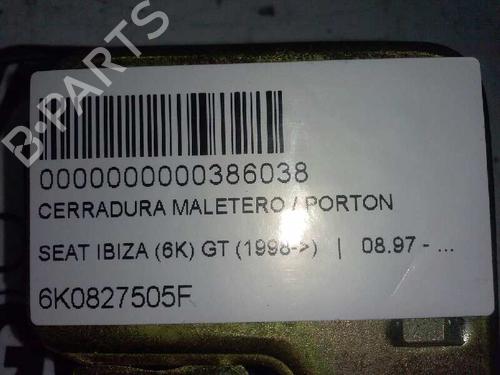 B-PARTS
0000000000386038
CERRADURA MALETERO / PORTON
SEAT IBIZA (6K) GT (1998->) | 08.97 - ...
6K0827505F